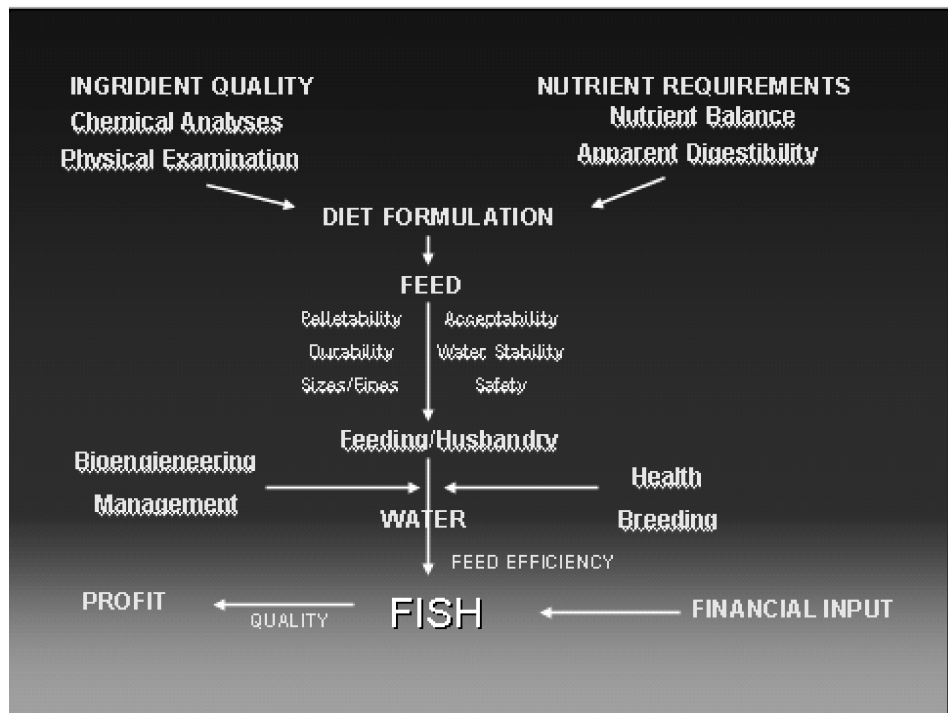 INGRIDIENT QUALITY
Chemical Analyses
Physical Examination
NUTRIENT REQUIREMENTS
Nutrient Balance
Apparent Digestibility
DIET FORMULATION
FEED
Pelletability
Acceptability
Durability
Water Stability
Sizes/Fines
Safety
Feeding/Husbandry
Bioengieneering
Management
Health
Breeding
WATER
FEED EFFICIENCY
PROFIT
QUALITY
FISH
FINANCIAL INPUT